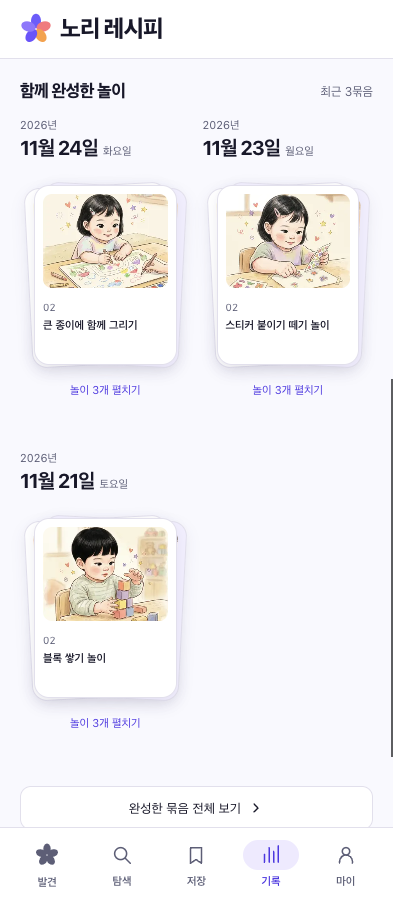 노리 레시피
함께 완성한 놀이
최근 3묶음
2026년
11월 24일 화요일
2026년
11월 23일 월요일
02
큰 종이에 함께 그리기
02
스티커 붙이기 떼기 놀이
놀이 3개 펼치기
놀이 3개 펼치기
2026년
11월 21일 토요일
02
블록 쌓기 놀이
놀이 3개 펼치기
완성한 묶음 전체 보기
발견
탐색
저장
기록
마이